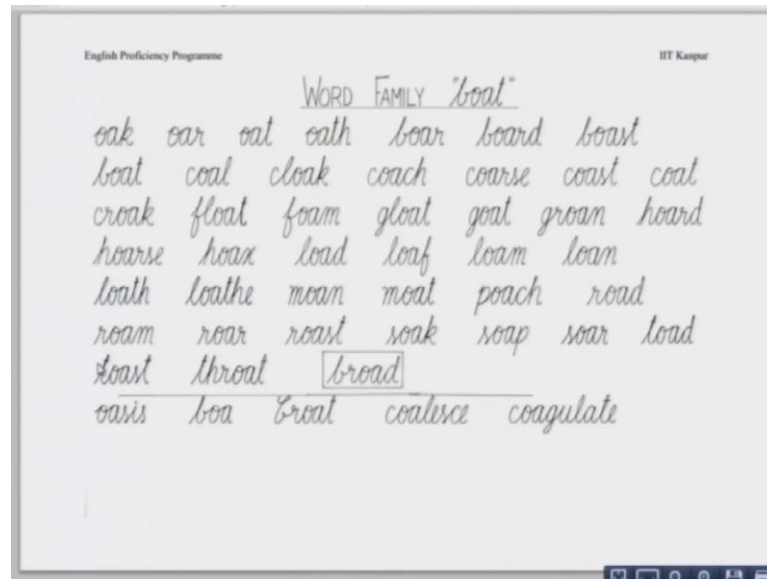 English Proficiency Programme IIT Kanpur
WORD FAMILY "boat"
oak oar oat oath boar board boast
boat coal cloak coach coarse coast coat
croak float foam gloat goat groan hoard
hoarse hoax load loaf loam loan
loath loathe moan moat poach road
roam roar roast soak soap soar toad
toast throat broad
oasis boa Croat coalesce coagulate